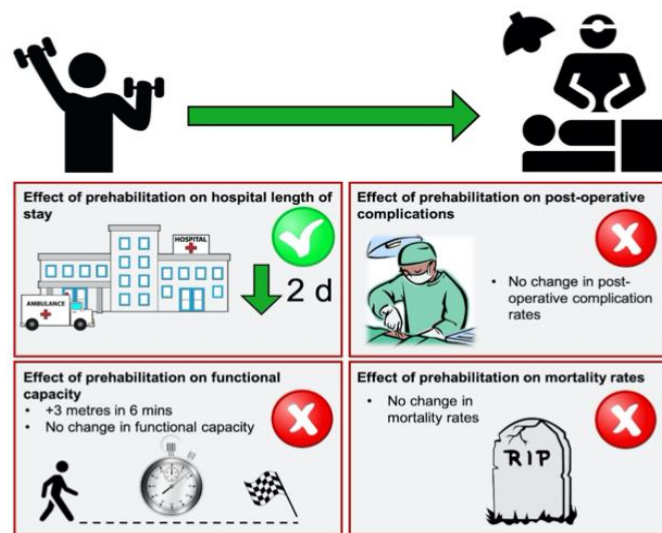 Effect of prehabilitation on hospital length of
stay
HOSPITAL
AMBULANCE
2 d
Effect of prehabilitation on post-operative
complications
• No change in post-
operative complication
rates
Effect of prehabilitation on functional
capacity
• +3 metres in 6 mins
• No change in functional capacity
Effect of prehabilitation on mortality rates
• No change in
mortality rates
RIP